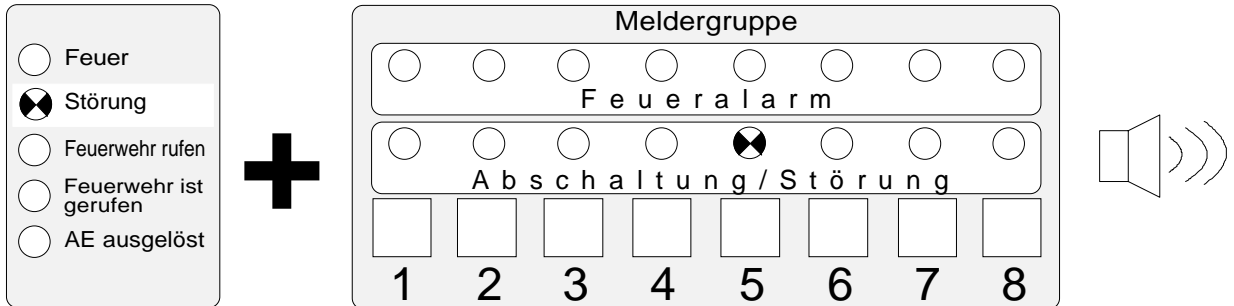 Feuer
Störung
Feuerwehr rufen
Feuerwehr ist
gerufen
AE ausgelöst
Meldergruppe
Feueralarm
Abschaltung/Störung
1 2 3 4 5 6 7 8